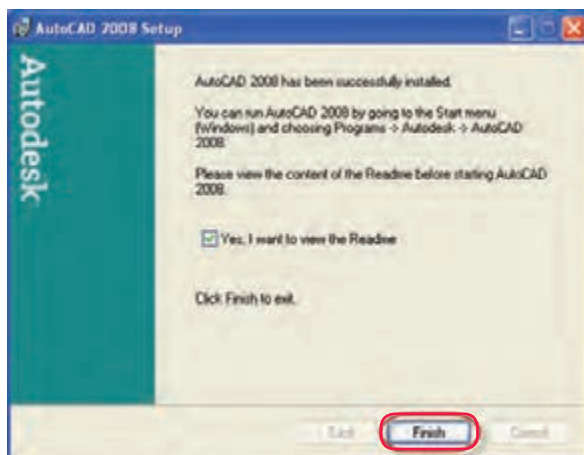 AutoCAD 2008 Setup
Autodesk
AutoCAD 2008 has been successfully installed.
You can run AutoCAD 2008 by going to the Start menu
(Windows) and choosing Programs -> Autodesk -> AutoCAD
2008.
Please view the content of the Readme before starting AutoCAD
2008.
Yes, I want to view the Readme
Click Finish to exit.
Back
Finish
Cancel